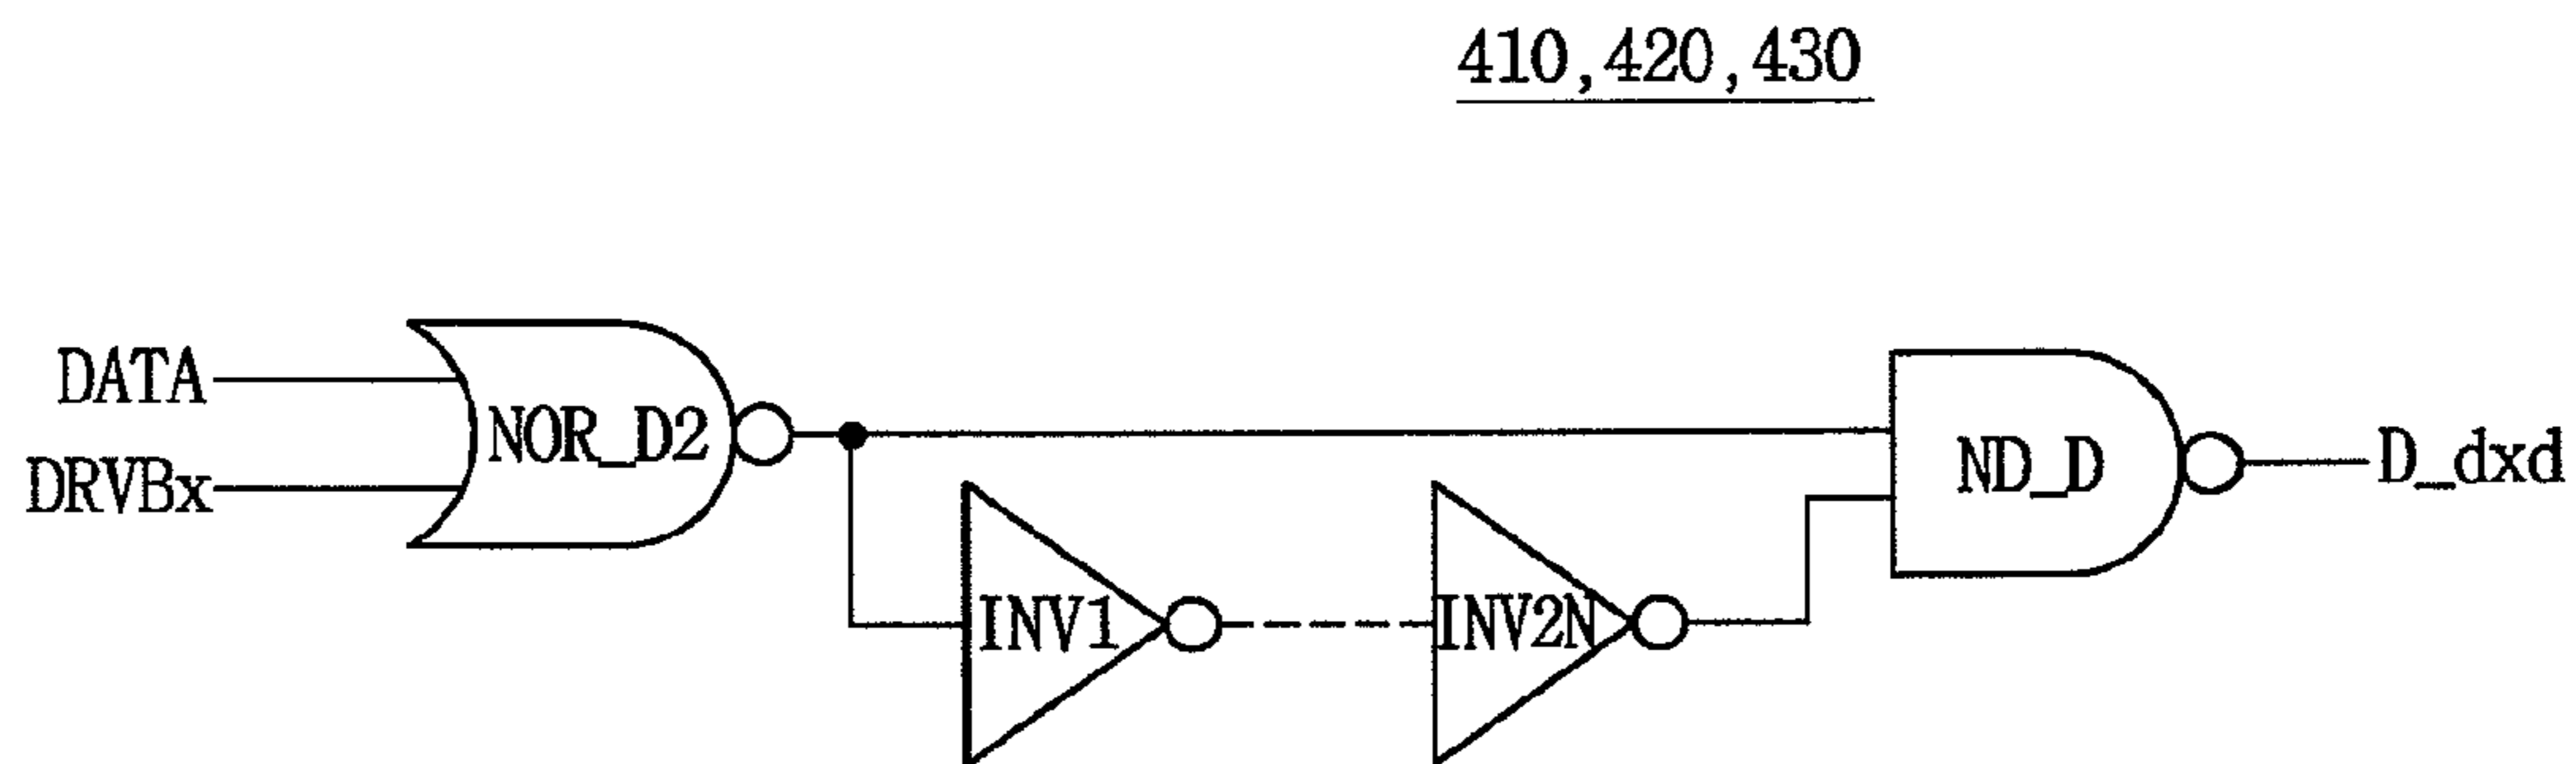 410,420,430
DATA
NOR_D2
DRVBx
ND_D
D_dxd
INV1
INV2N